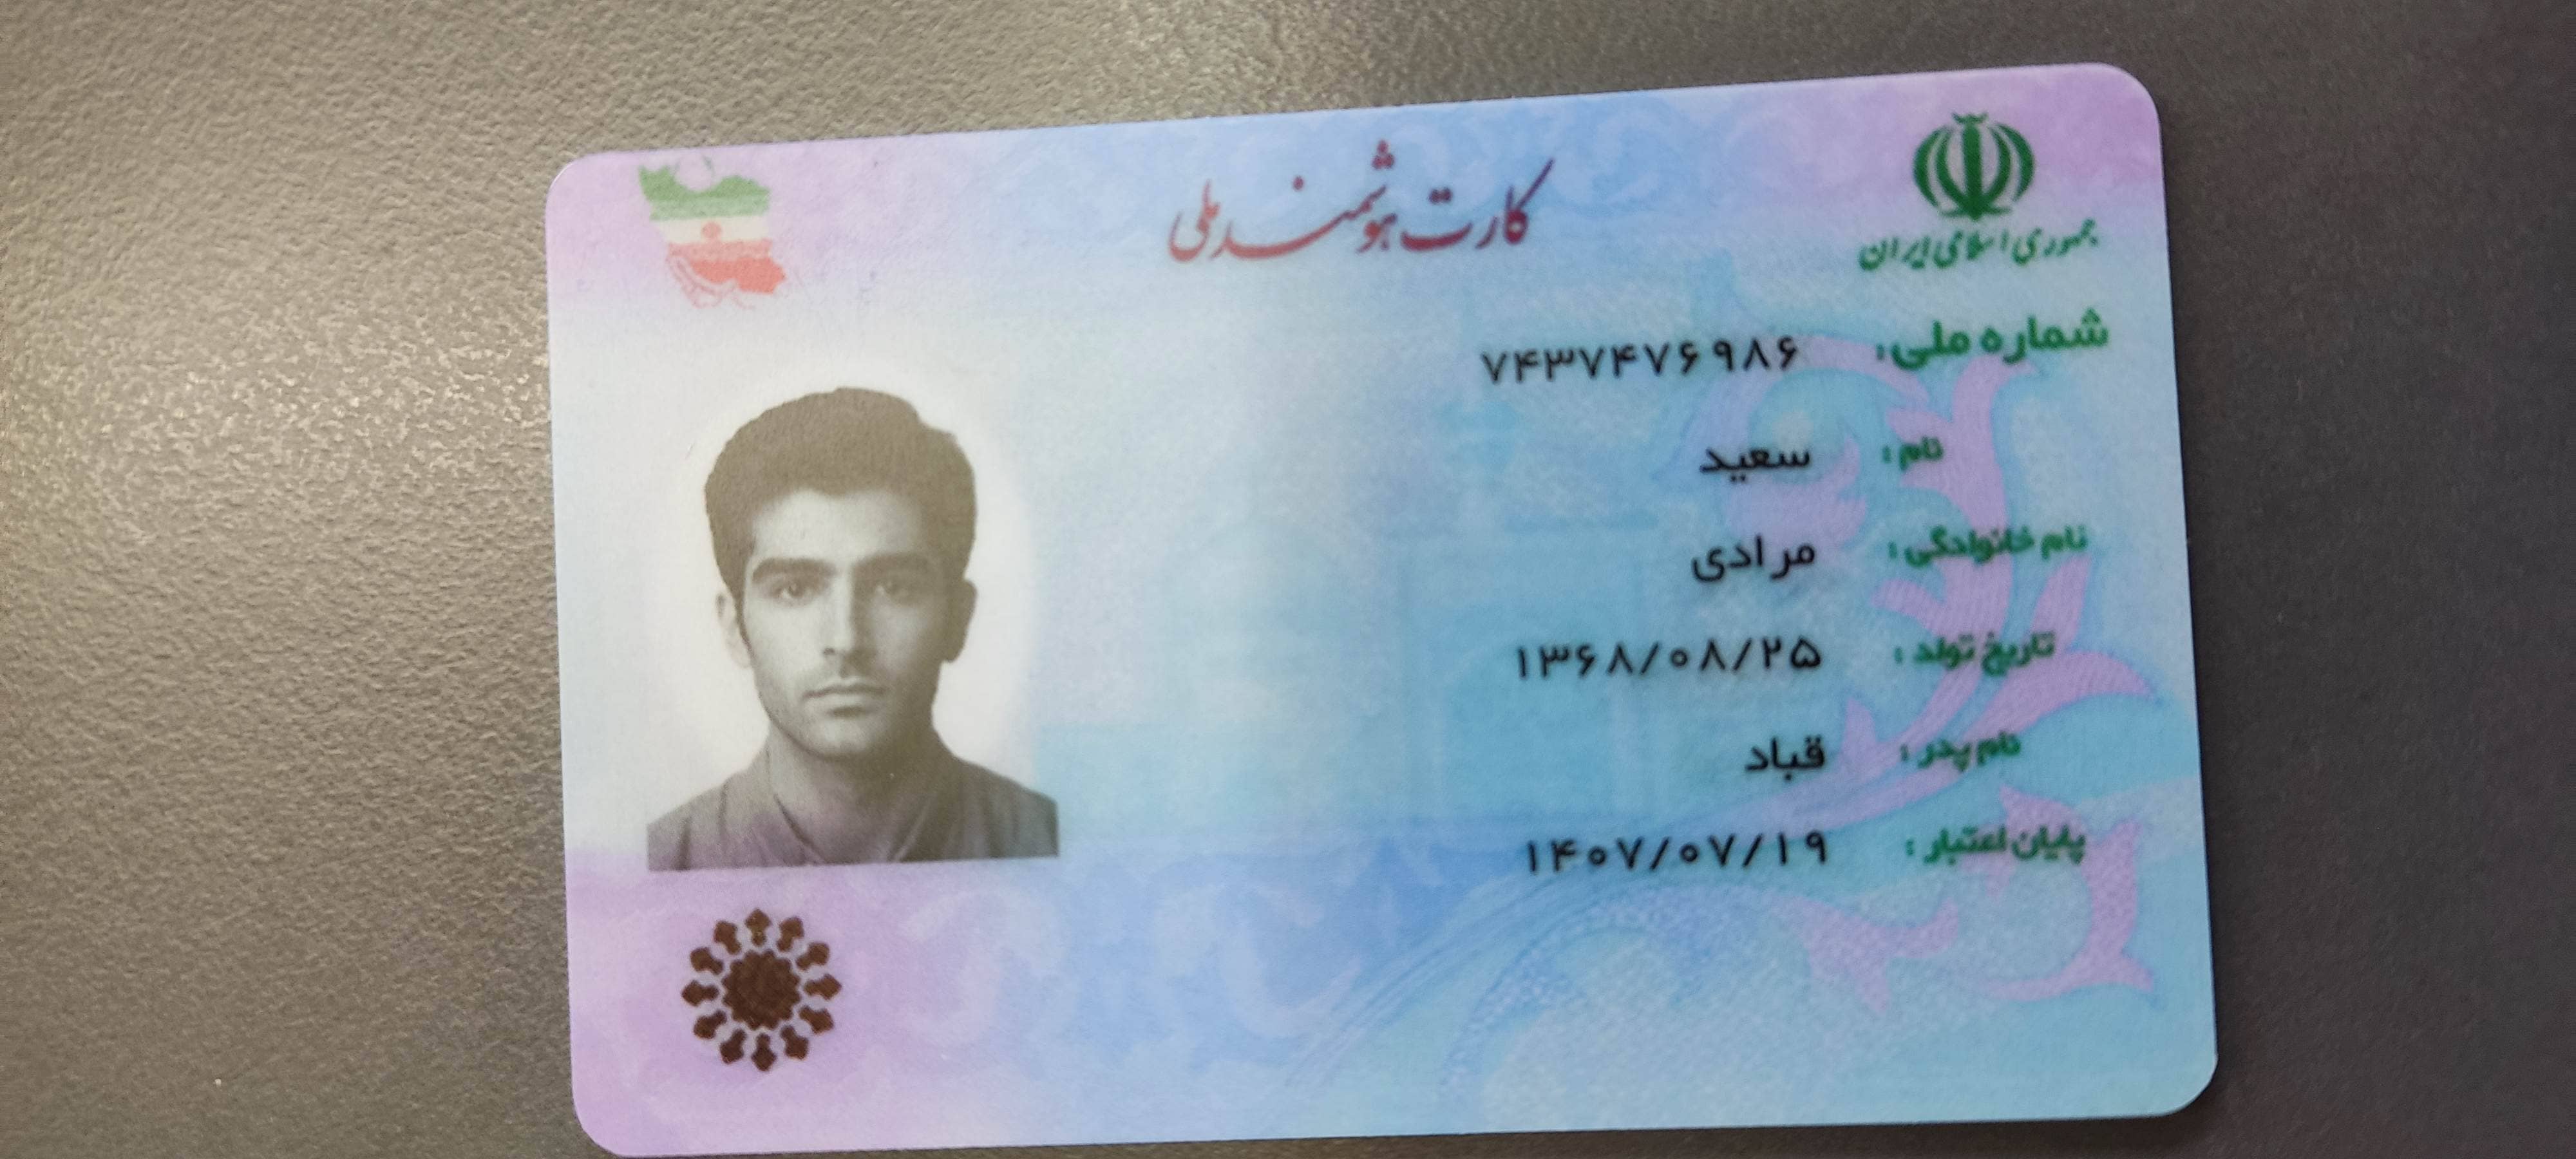 جمهوری اسلامی ایران
کارت هوشمند ملی
شماره ملی: ۷۴۳۷۴۷۶۹۸۶
نام: سعید
نام خانوادگی: مرادی
تاریخ تولد: ۱۳۶۸/۰۸/۲۵
نام پدر: قباد
پایان اعتبار: ۱۴۰۷/۰۷/۱۹